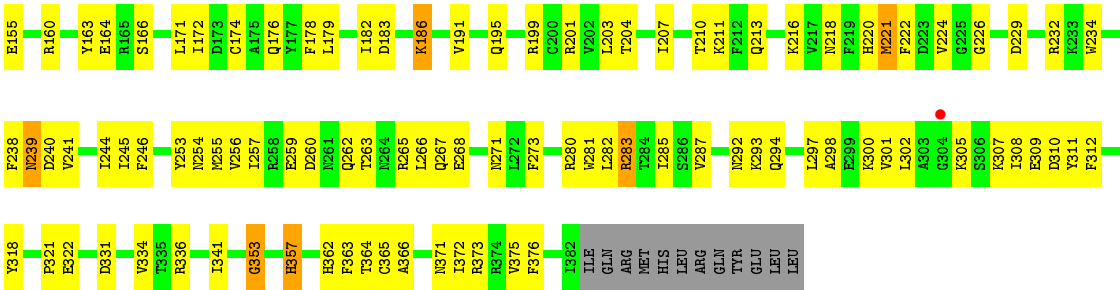 E155 R160 Y163 E164 R165 S166 L171 I172 D173 C174 A175 Q176 Y177 F178 L179 I182 D183 K186 V191 Q195 R199 C200 R201 V202 L203 T204 I207 T210 K211 F212 Q213 K216 V217 N218 F219 H220 M221 F222 D223 V224 G225 G226 D229 R232 K233 W234
F238 N239 D240 V241 I244 I245 F246 Y253 N254 M255 V256 I257 R258 E259 D260 N261 Q262 T263 N264 R265 L266 Q267 E268 N271 L272 F273 R280 W281 L282 R283 T284 I285 S286 V287 N292 K293 Q294 L297 A298 E299 K300 V301 L302 A303 G304 K305 S306 K307 I308 E309 D310 Y311 F312
Y318 P321 E322 D331 V334 T335 R336 I341 G353 H357 H362 F363 T364 C365 A366 N371 I372 R373 R374 V375 F376 I382 ILE GLN ARG MET HIS LEU ARG GLN TYR GLU LEU LEU